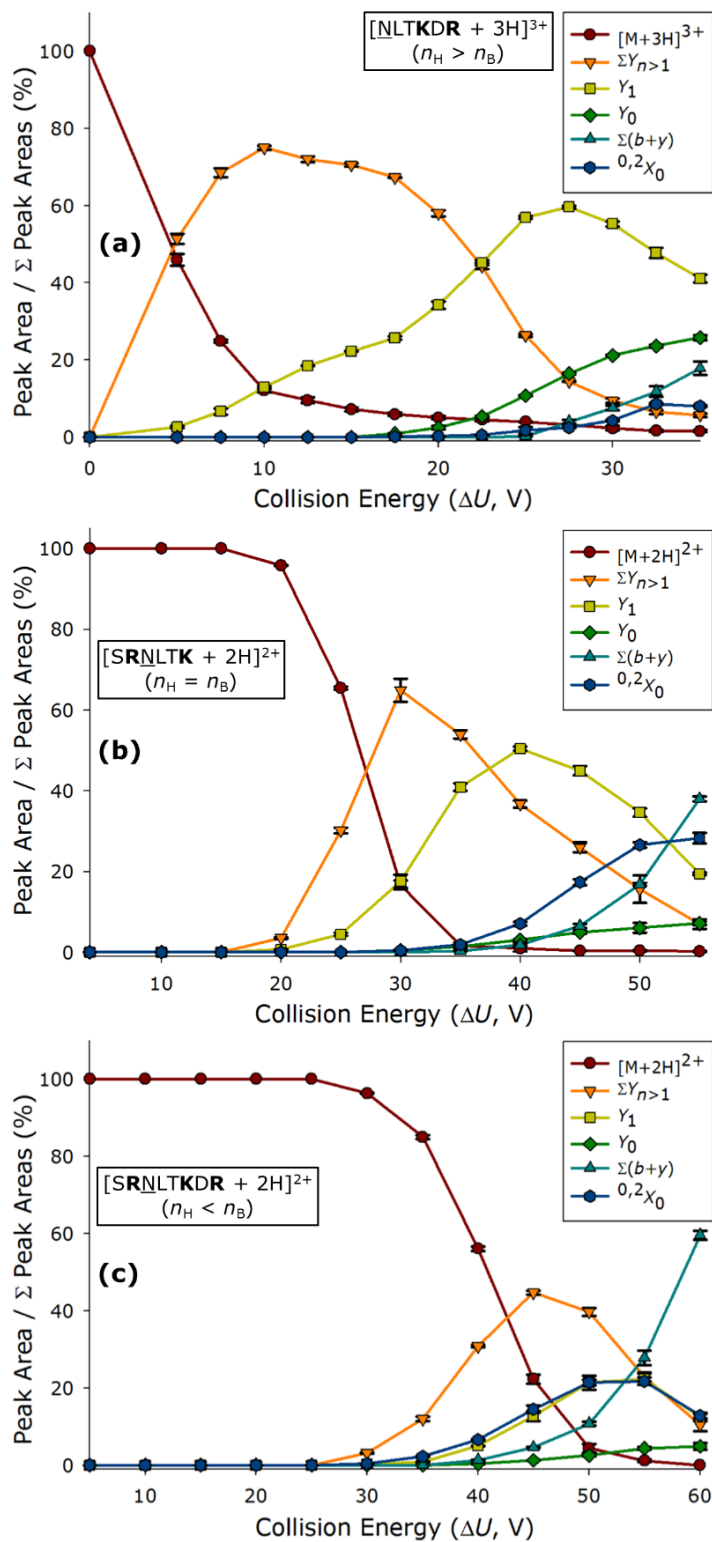 [NLTKDR + 3H]3+
(nH > nB)
[M+3H]3+
ΣYn>1
Y1
Y0
Σ(b+y)
0,2X0
(a)
Peak Area / Σ Peak Areas (%)
100
80
60
40
20
0
0
10
20
30
Collision Energy (ΔU, V)
[SRNLTK + 2H]2+
(nH = nB)
[M+2H]2+
ΣYn>1
Y1
Y0
Σ(b+y)
0,2X0
(b)
Peak Area / Σ Peak Areas (%)
100
80
60
40
20
0
10
20
30
40
50
Collision Energy (ΔU, V)
[SRNLTKDR + 2H]2+
(nH < nB)
[M+2H]2+
ΣYn>1
Y1
Y0
Σ(b+y)
0,2X0
(c)
Peak Area / Σ Peak Areas (%)
100
80
60
40
20
0
10
20
30
40
50
60
Collision Energy (ΔU, V)